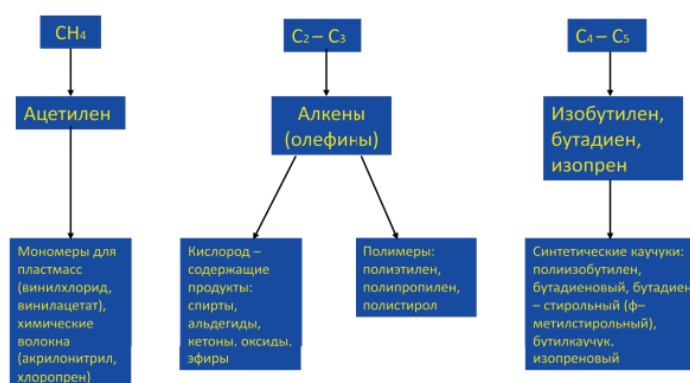 CH₄
Ацетилен
Мономеры для
пластмасс
(винилхлорид,
винилацетат),
химические
волокна
(акрилонитрил,
хлоропрен)
C₂ – C₃
Алкены
(олефины)
Кислород –
содержащие
продукты:
спирты,
альдегиды,
кетоны, оксиды,
эфиры
Полимеры:
полиэтилен,
полипропилен,
полистирол
C₄ – C₅
Изобутилен,
бутадиен,
изопрен
Синтетические каучуки:
полиизобутилен,
бутадиеновый, бутадиен
– стирольный (ф–
метилстирольный),
бутилкаучук,
изопреновый